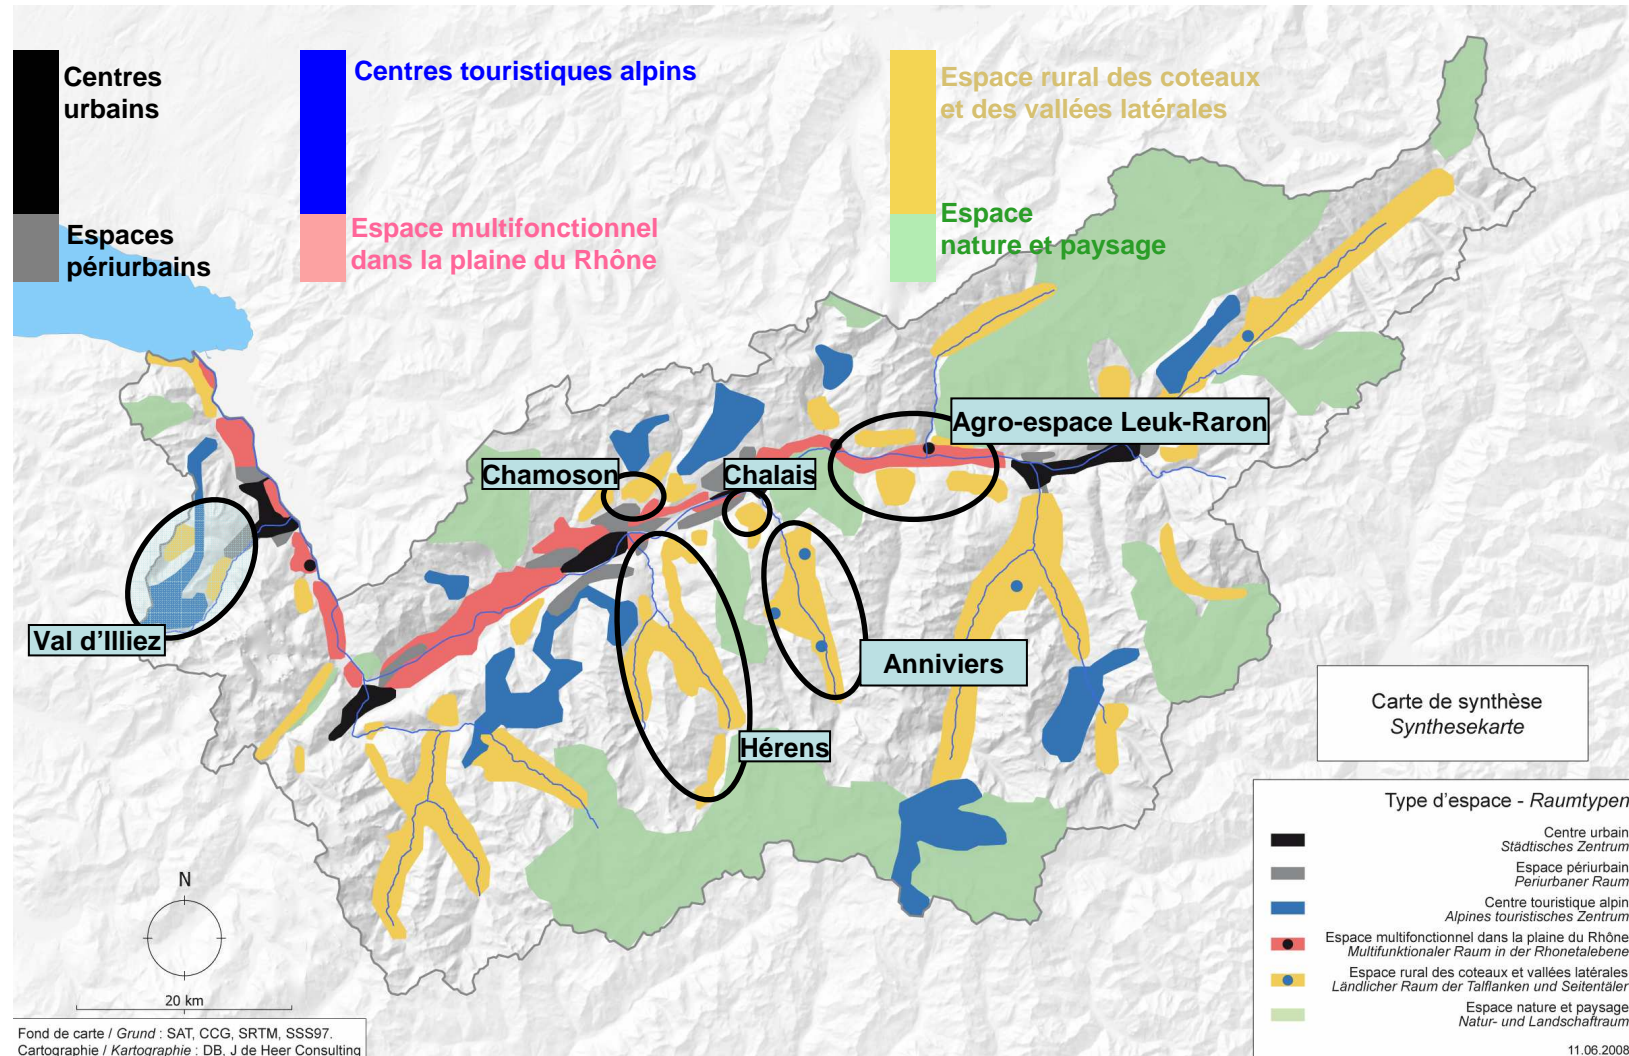 Centres
urbains
Espaces
périurbains
Centres touristiques alpins
Espace multifonctionnel
dans la plaine du Rhône
Espace rural des coteaux
et des vallées latérales
Espace
nature et paysage
Agro-espace Leuk-Raron
Chamoson
Chalais
Val d'Illiez
Anniviers
Hérens
Carte de synthèse
Synthesekarte
Type d'espace - Raumtypen
Centre urbain
Städtisches Zentrum
Espace périurbain
Periurbaner Raum
Centre touristique alpin
Alpines touristisches Zentrum
Espace multifonctionnel dans la plaine du Rhône
Multifunktionaler Raum in der Rhonetalebene
Espace rural des coteaux et vallées latérales
Ländlicher Raum der Talflanken und Seitentäler
Espace nature et paysage
Natur- und Landschaftraum
11.06.2008
N
20 km
Fond de carte / Grund : SAT, CCG, SRTM, SSS97.
Cartographie / Kartographie : DB, J de Heer Consulting